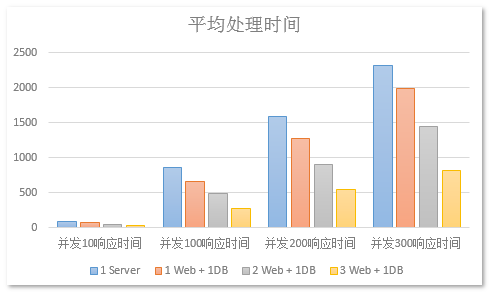 平均处理时间
2500
2000
1500
1000
500
0
并发10响应时间
并发100响应时间
并发200响应时间
并发300响应时间
1 Server
1 Web + 1DB
2 Web + 1DB
3 Web + 1DB